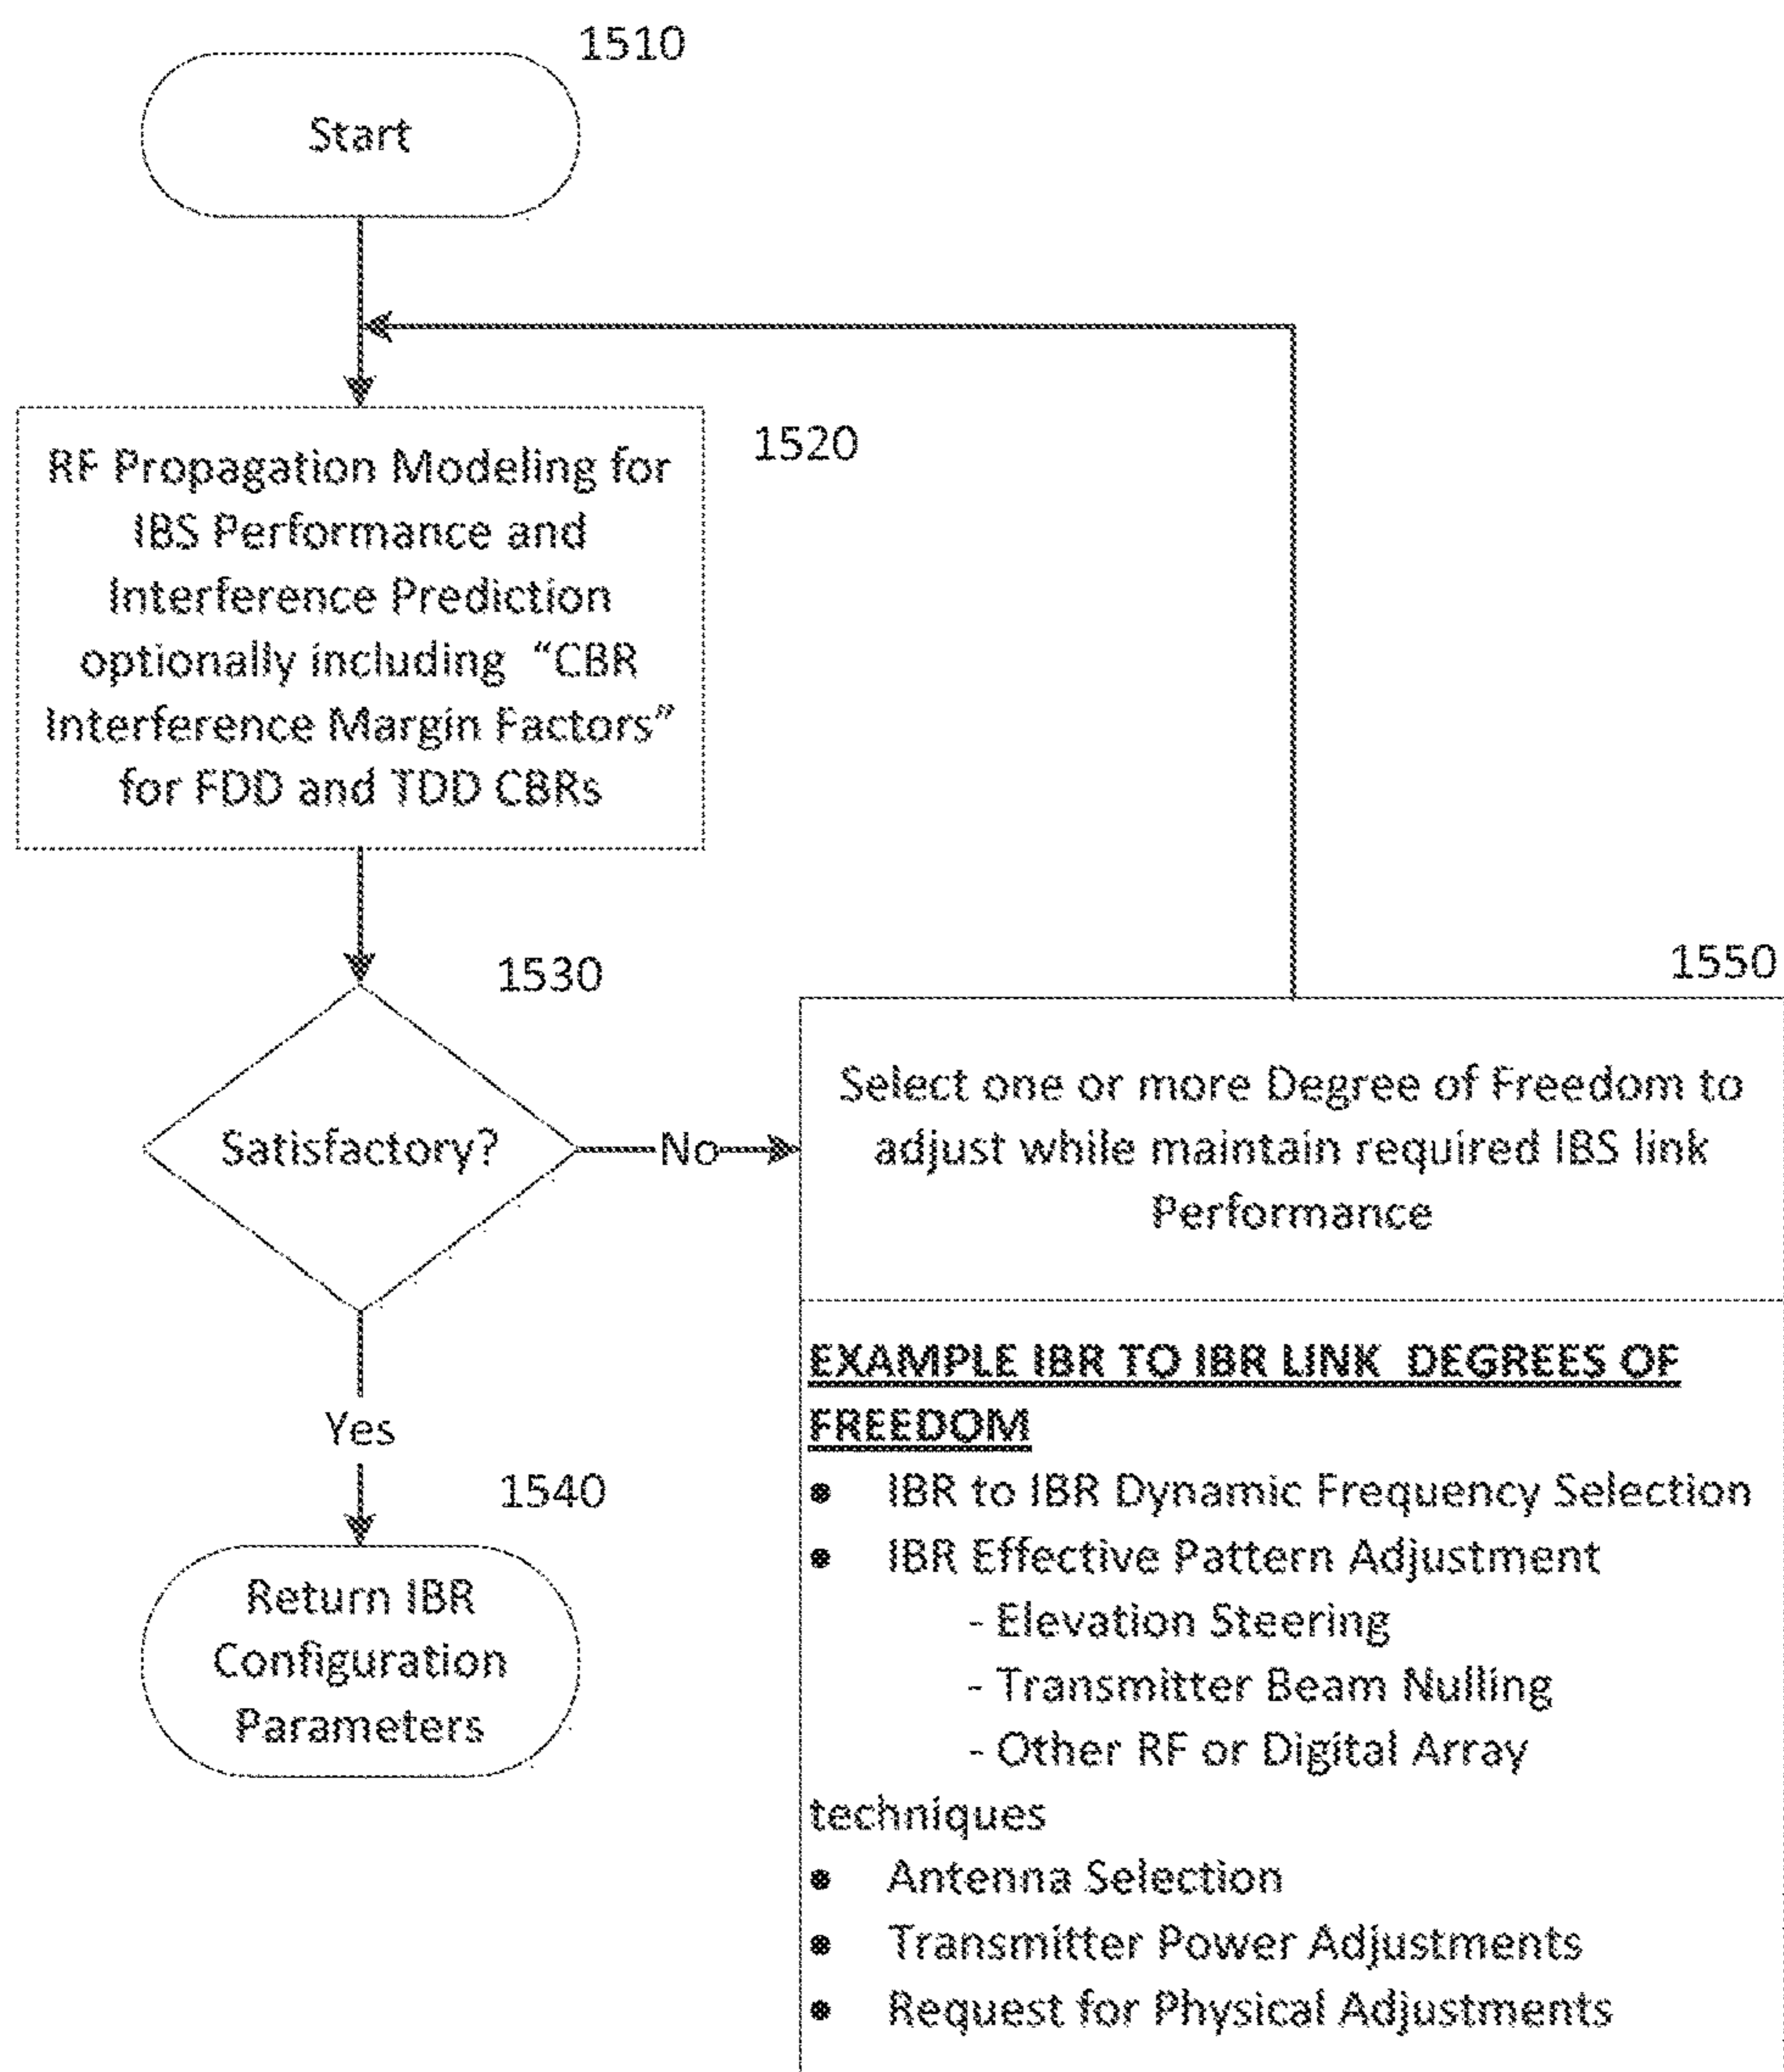 1510
Start
1520
RF Propagation Modeling for
IBS Performance and
Interference Prediction
optionally including "CBR
Interference Margin Factors"
for FDD and TDD CBRs
1530
Satisfactory?
No
Yes
1540
Return IBR
Configuration
Parameters
1550
Select one or more Degree of Freedom to
adjust while maintain required IBS link
Performance
EXAMPLE IBR TO IBR LINK DEGREES OF
FREEDOM
• IBR to IBR Dynamic Frequency Selection
• IBR Effective Pattern Adjustment
- Elevation Steering
- Transmitter Beam Nulling
- Other RF or Digital Array
techniques
• Antenna Selection
• Transmitter Power Adjustments
• Request for Physical Adjustments